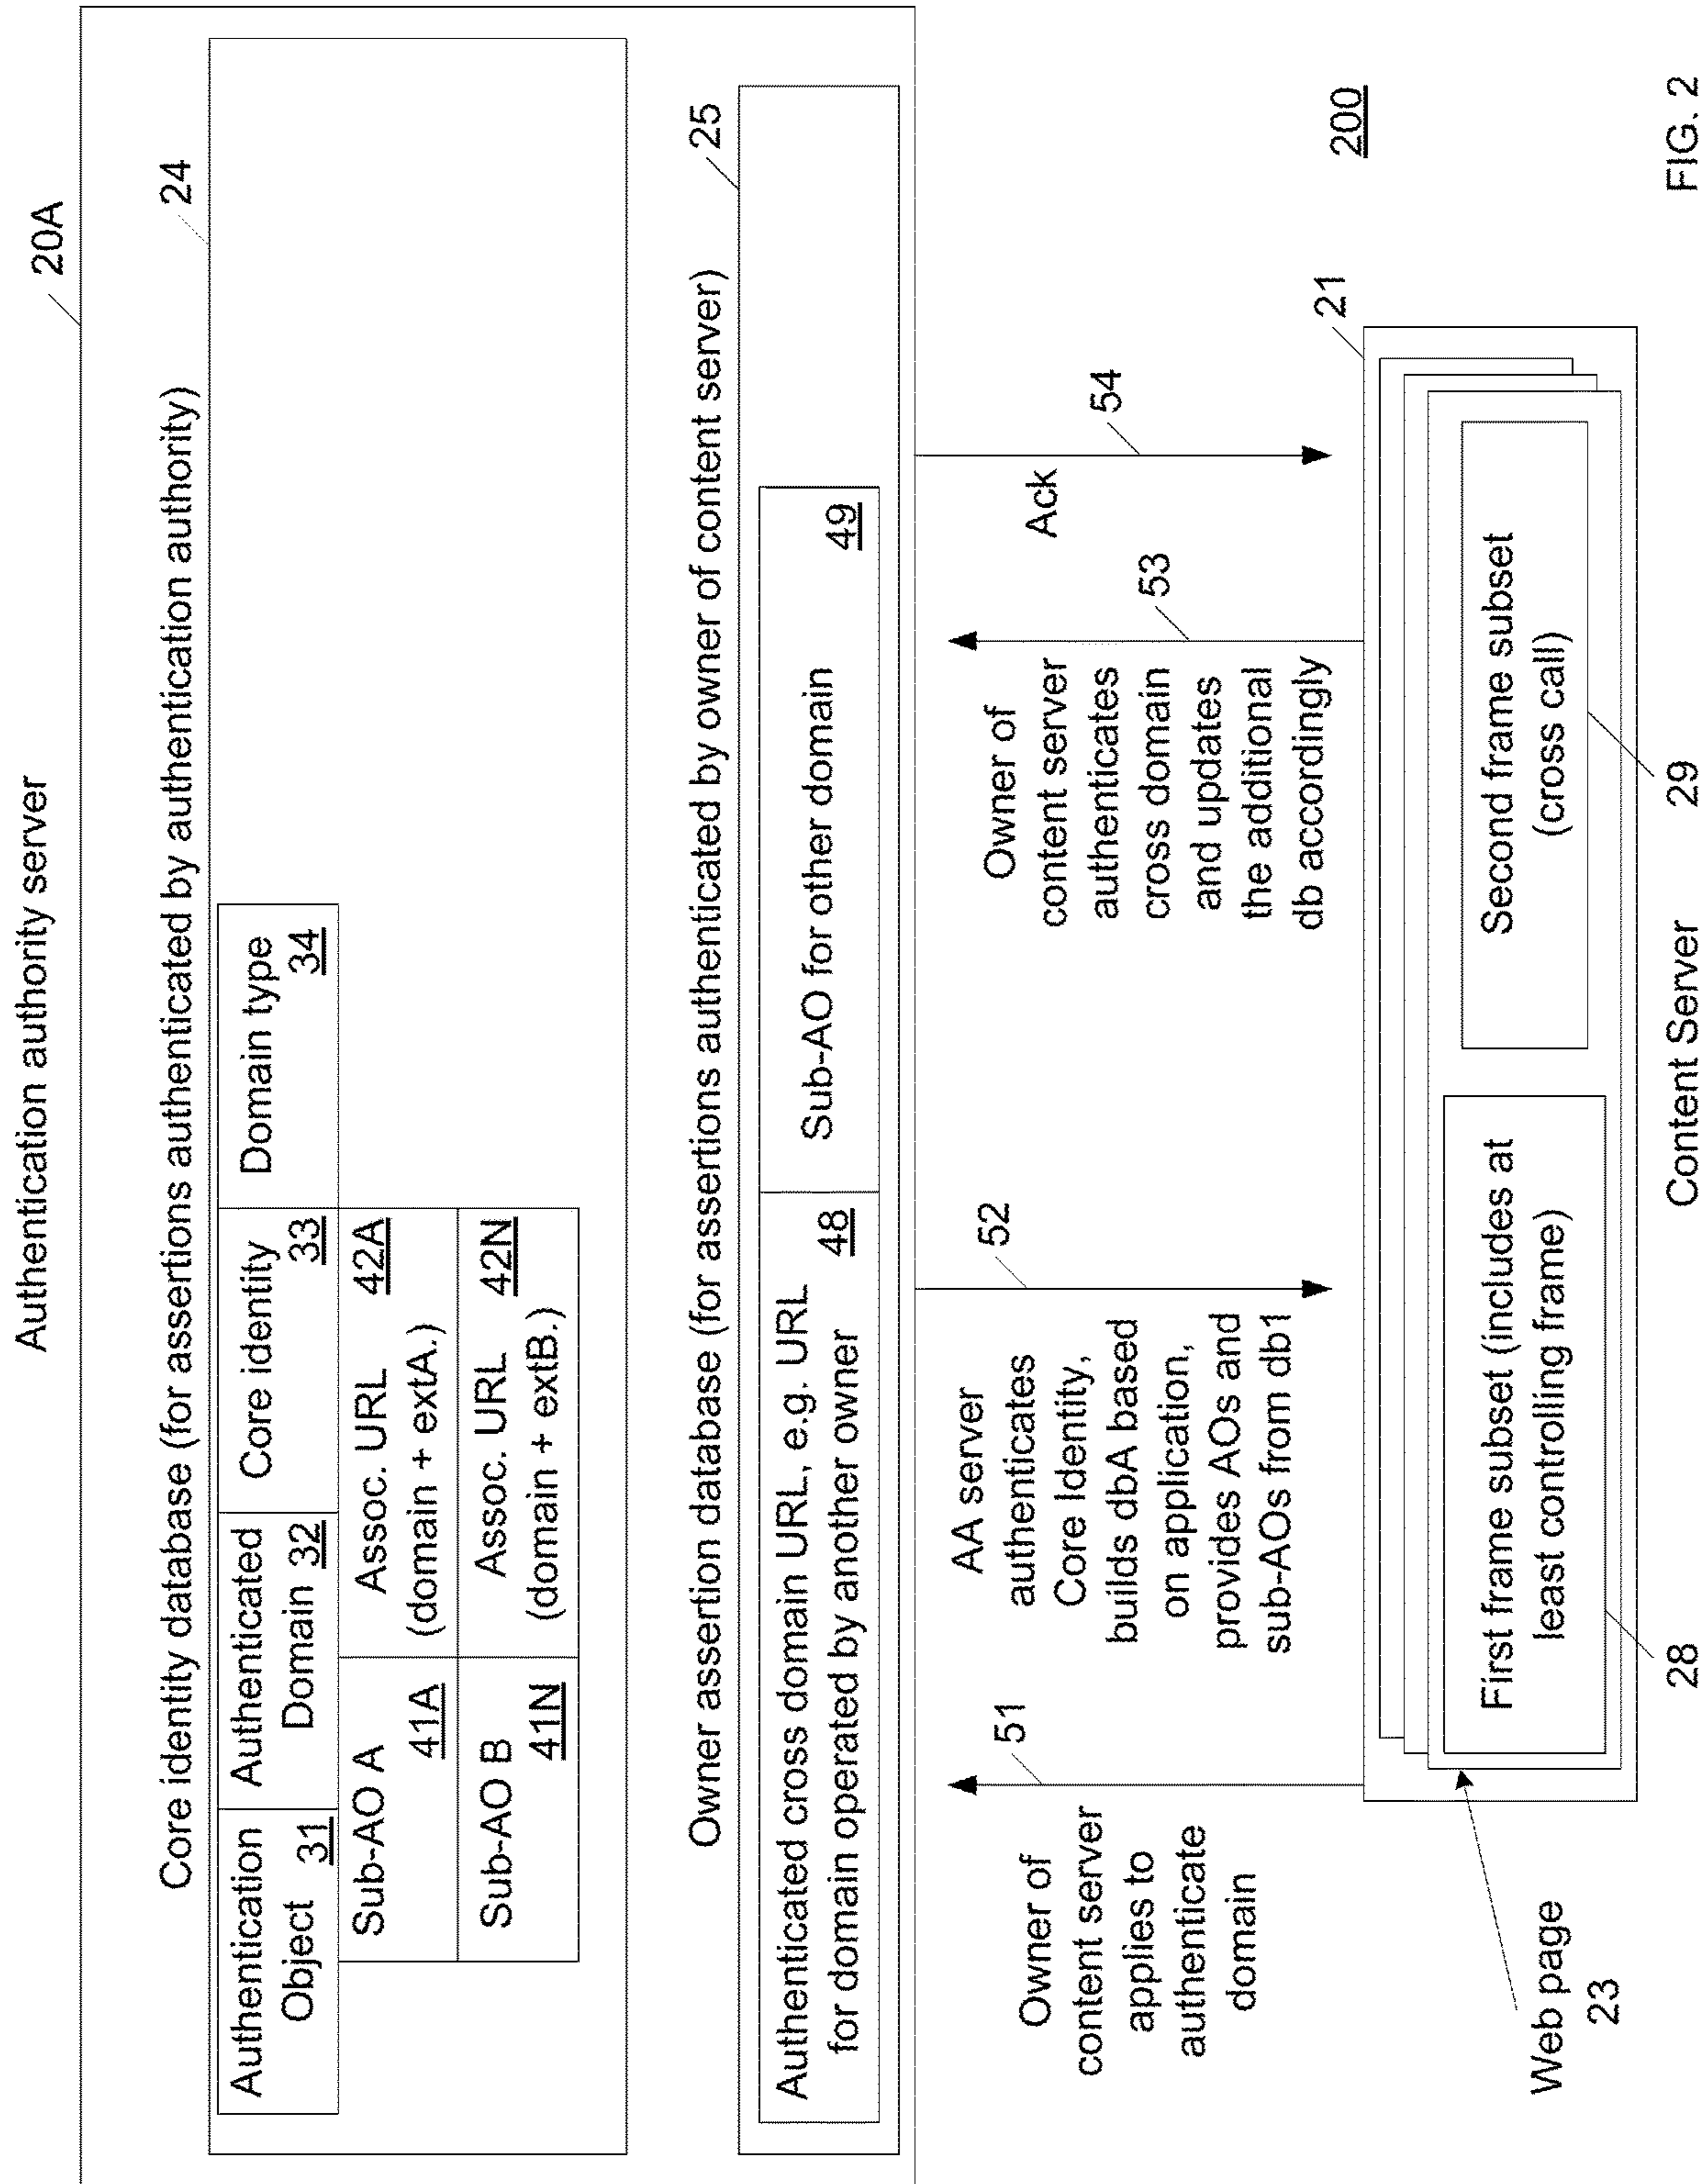 Authentication authority server
20A
Core identity database (for assertions authenticated by authentication authority)
24
Authentication
Object 31
Authenticated
Domain 32
Core identity
33
Domain type
34
Sub-AO A
41A
Assoc. URL 42A
(domain + extA.)
Sub-AO B
41N
Assoc. URL 42N
(domain + extB.)
Owner assertion database (for assertions authenticated by owner of content server)
25
Authenticated cross domain URL, e.g. URL
for domain operated by another owner 48
Sub-AO for other domain
49
Owner of
content server
applies to
authenticate
domain
51
AA server
authenticates
Core Identity,
builds dbA based
on application,
provides AOs and
sub-AOs from db1
52
Owner of
content server
authenticates
cross domain
and updates
the additional
db accordingly
53
Ack
54
200
21
Web page
23
First frame subset (includes at
least controlling frame)
28
Second frame subset
(cross call)
29
Content Server
FIG. 2